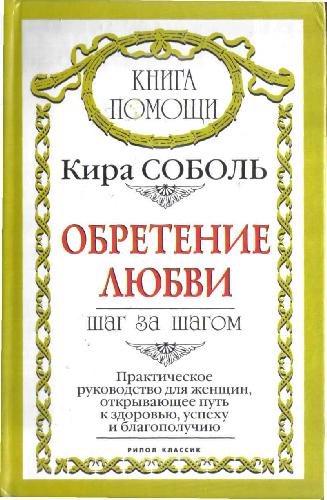 КНИГА
ПОМОЩИ
Кира СОБОЛЬ
ОБРЕТЕНИЕ
ЛЮБВИ
ШАГ ЗА ШАГОМ
Практическое
руководство для женщин,
открывающее путь
к здоровью, успеху
и благополучию
РИПОЛ КЛАССИК